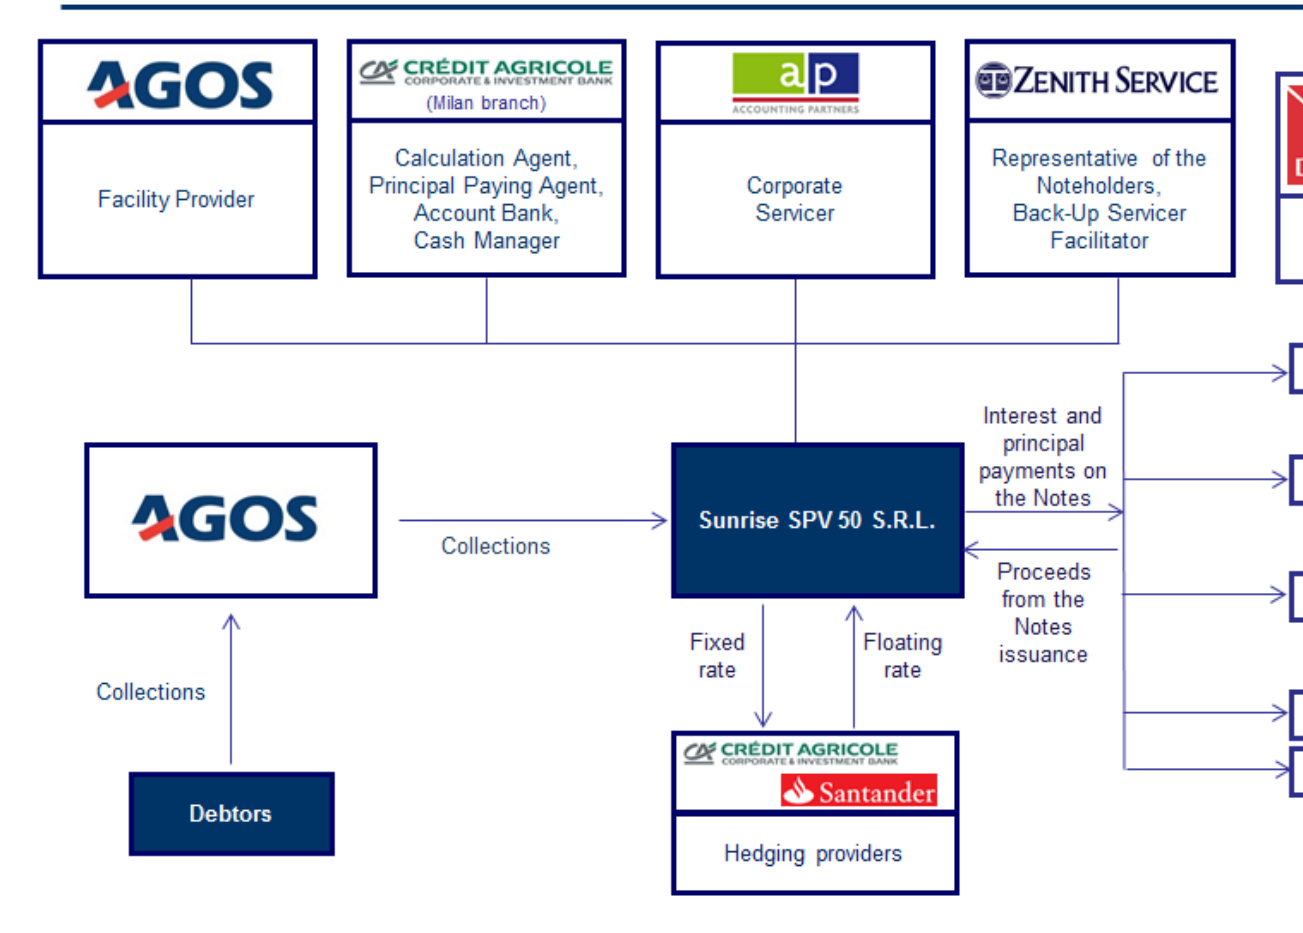 AGOS
CRÉDIT AGRICOLE
CORPORATE & INVESTMENT BANK
(Milan branch)
a p
ACCOUNTING PARTNERS
ZENITH SERVICE
Facility Provider
Calculation Agent,
Principal Paying Agent,
Account Bank,
Cash Manager
Corporate
Servicer
Representative of the
Noteholders,
Back-Up Servicer
Facilitator
AGOS
Collections
Sunrise SPV 50 S.R.L.
Interest and
principal
payments on
the Notes
Proceeds
from the
Notes
issuance
Collections
Debtors
Fixed
rate
Floating
rate
CRÉDIT AGRICOLE
CORPORATE & INVESTMENT BANK
Santander
Hedging providers